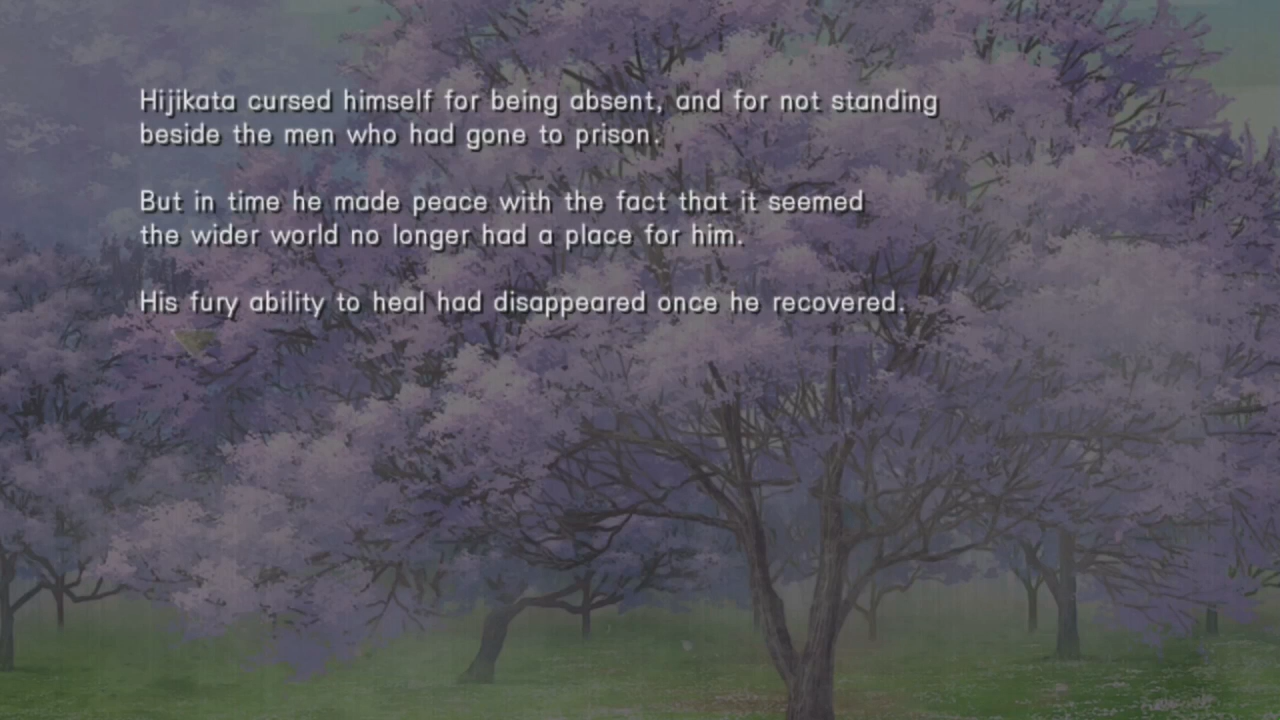 Hijikata cursed himself for being absent, and for not standing
beside the men who had gone to prison.
But in time he made peace with the fact that it seemed
the wider world no longer had a place for him.
His fury ability to heal had disappeared once he recovered.